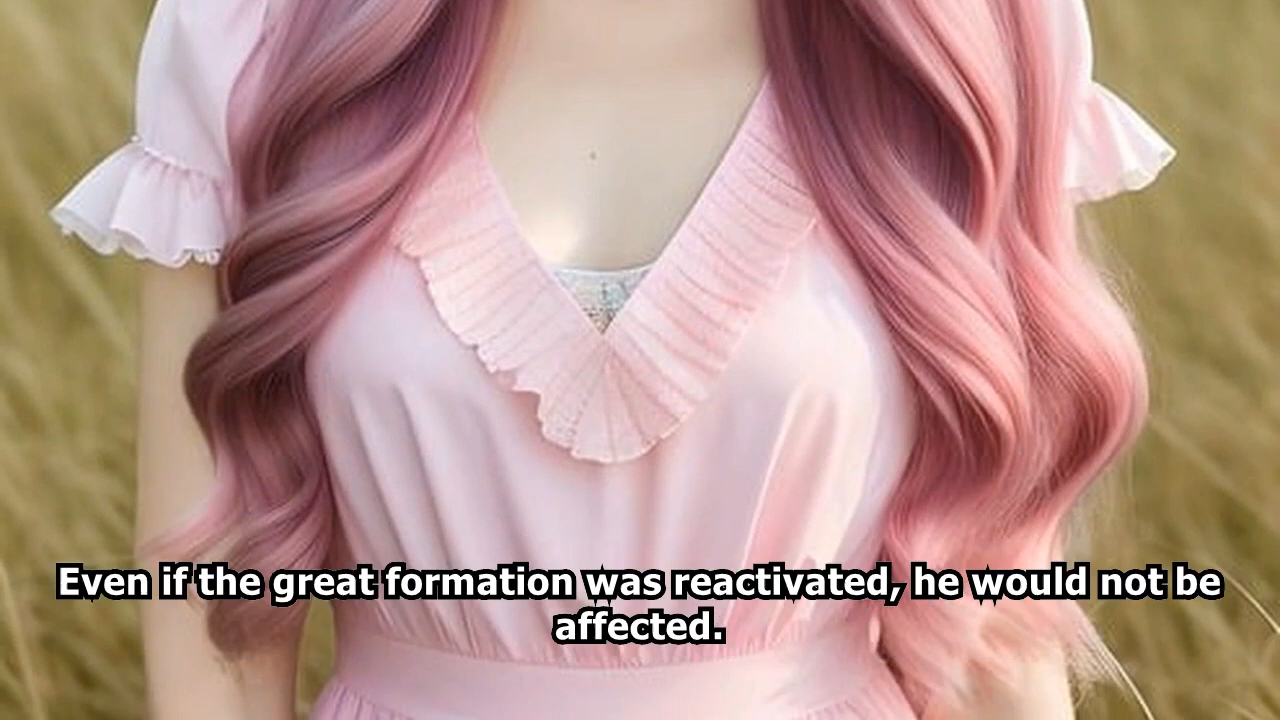 Even if the great formation was reactivated, he would not be
affected.